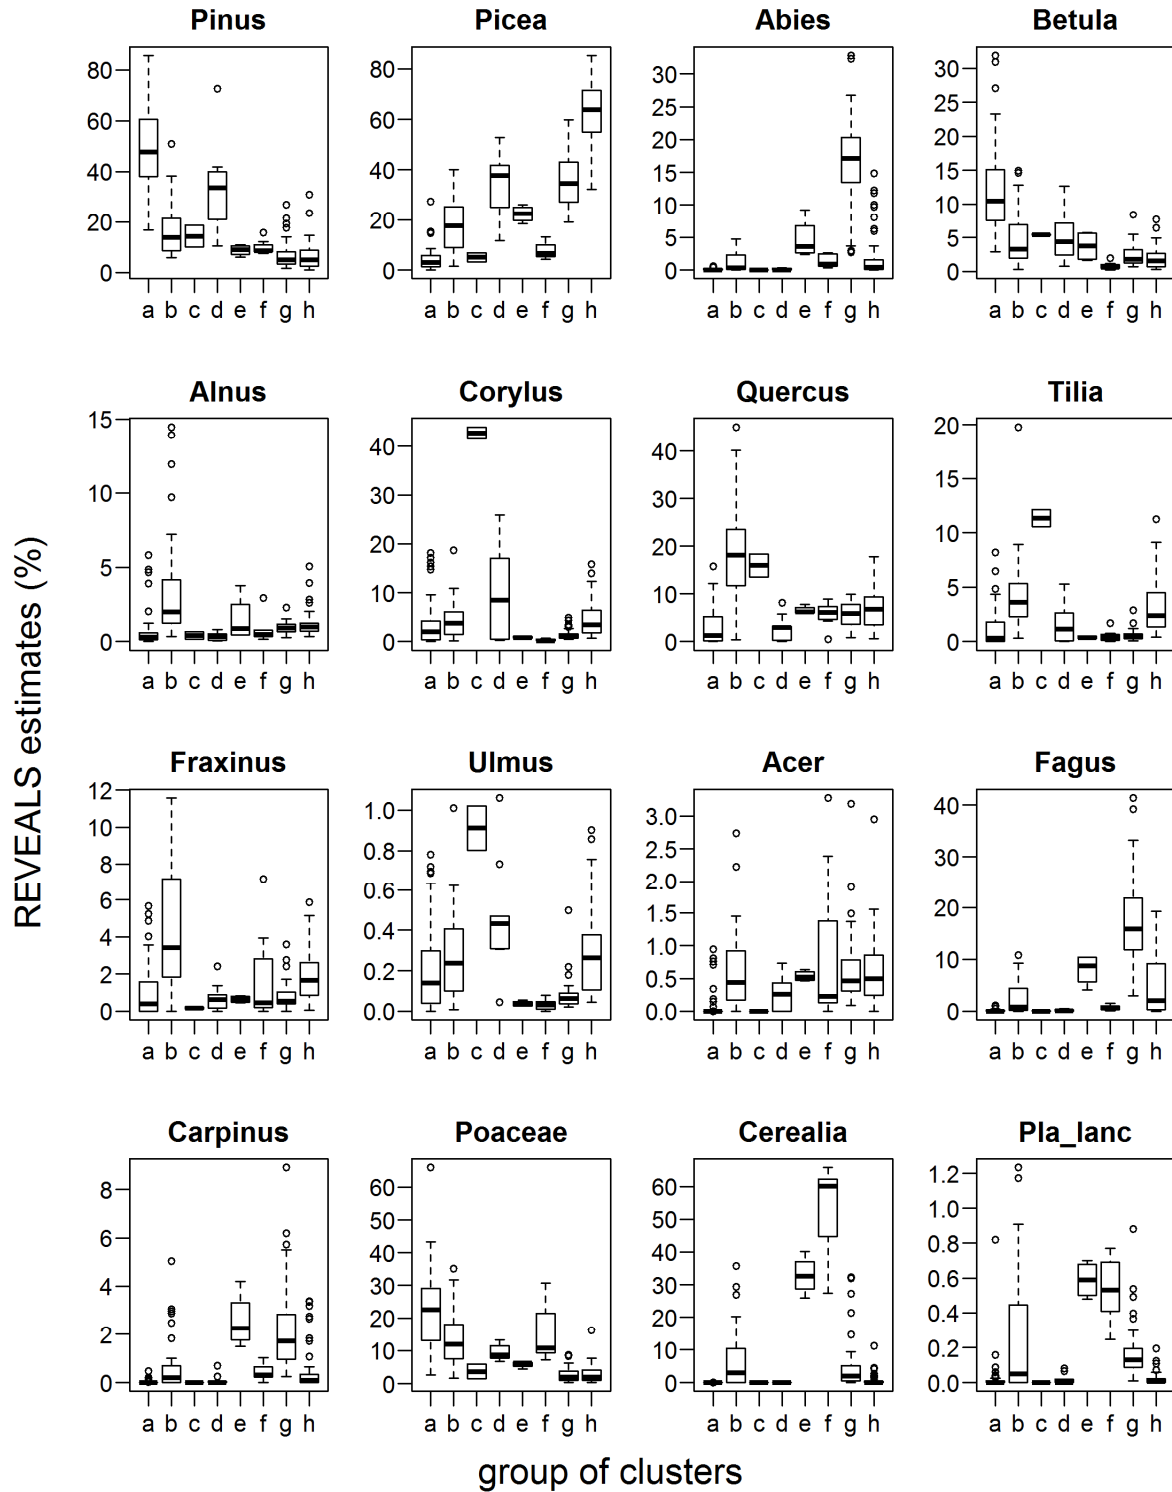 Pinus Picea Abies Betula
80 60 40 20 0
80 60 40 20 0
30 25 20 15 10 5 0
30 25 20 15 10 5 0
a b c d e f g h a b c d e f g h a b c d e f g h a b c d e f g h
Alnus Corylus Quercus Tilia
15 10 5 0
40 30 20 10 0
40 30 20 10 0
20 15 10 5 0
a b c d e f g h a b c d e f g h a b c d e f g h a b c d e f g h
REVEALS estimates (%)
Fraxinus Ulmus Acer Fagus
12 10 8 6 4 2 0
1.0 0.8 0.6 0.4 0.2 0.0
3.0 2.5 2.0 1.5 1.0 0.5 0.0
40 30 20 10 0
a b c d e f g h a b c d e f g h a b c d e f g h a b c d e f g h
Carpinus Poaceae Cerealia Pla_lanc
8 6 4 2 0
60 50 40 30 20 10 0
60 50 40 30 20 10 0
1.2 1.0 0.8 0.6 0.4 0.2 0.0
a b c d e f g h a b c d e f g h a b c d e f g h a b c d e f g h
group of clusters